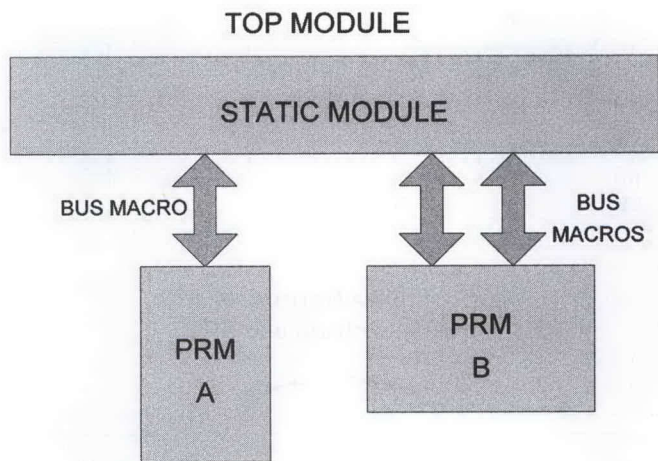 TOP MODULE
STATIC MODULE
BUS MACRO
BUS
MACROS
PRM
A
PRM
B